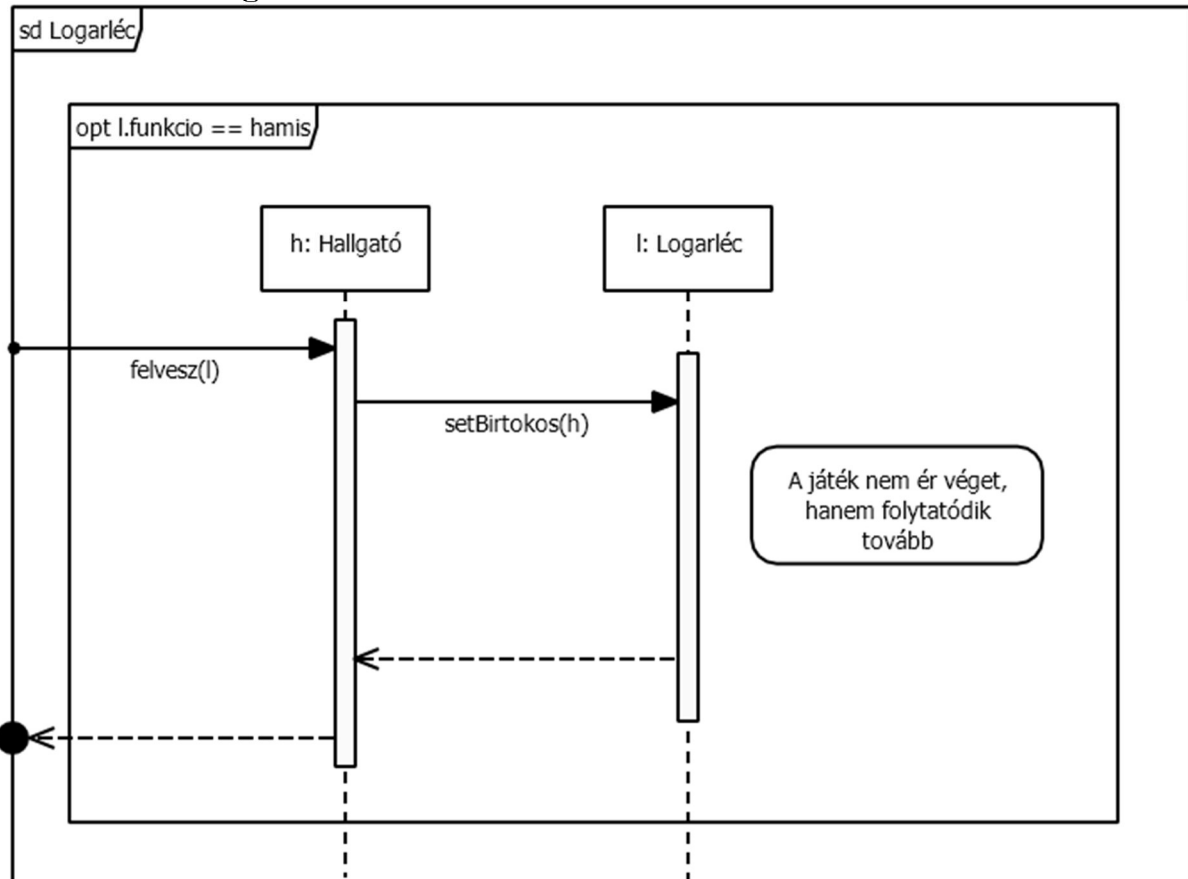 sd Logarléc
opt l.funkcio == hamis
h: Hallgató
l: Logarléc
felvesz(l)
setBirtokos(h)
A játék nem ér véget,
hanem folytatódik
tovább